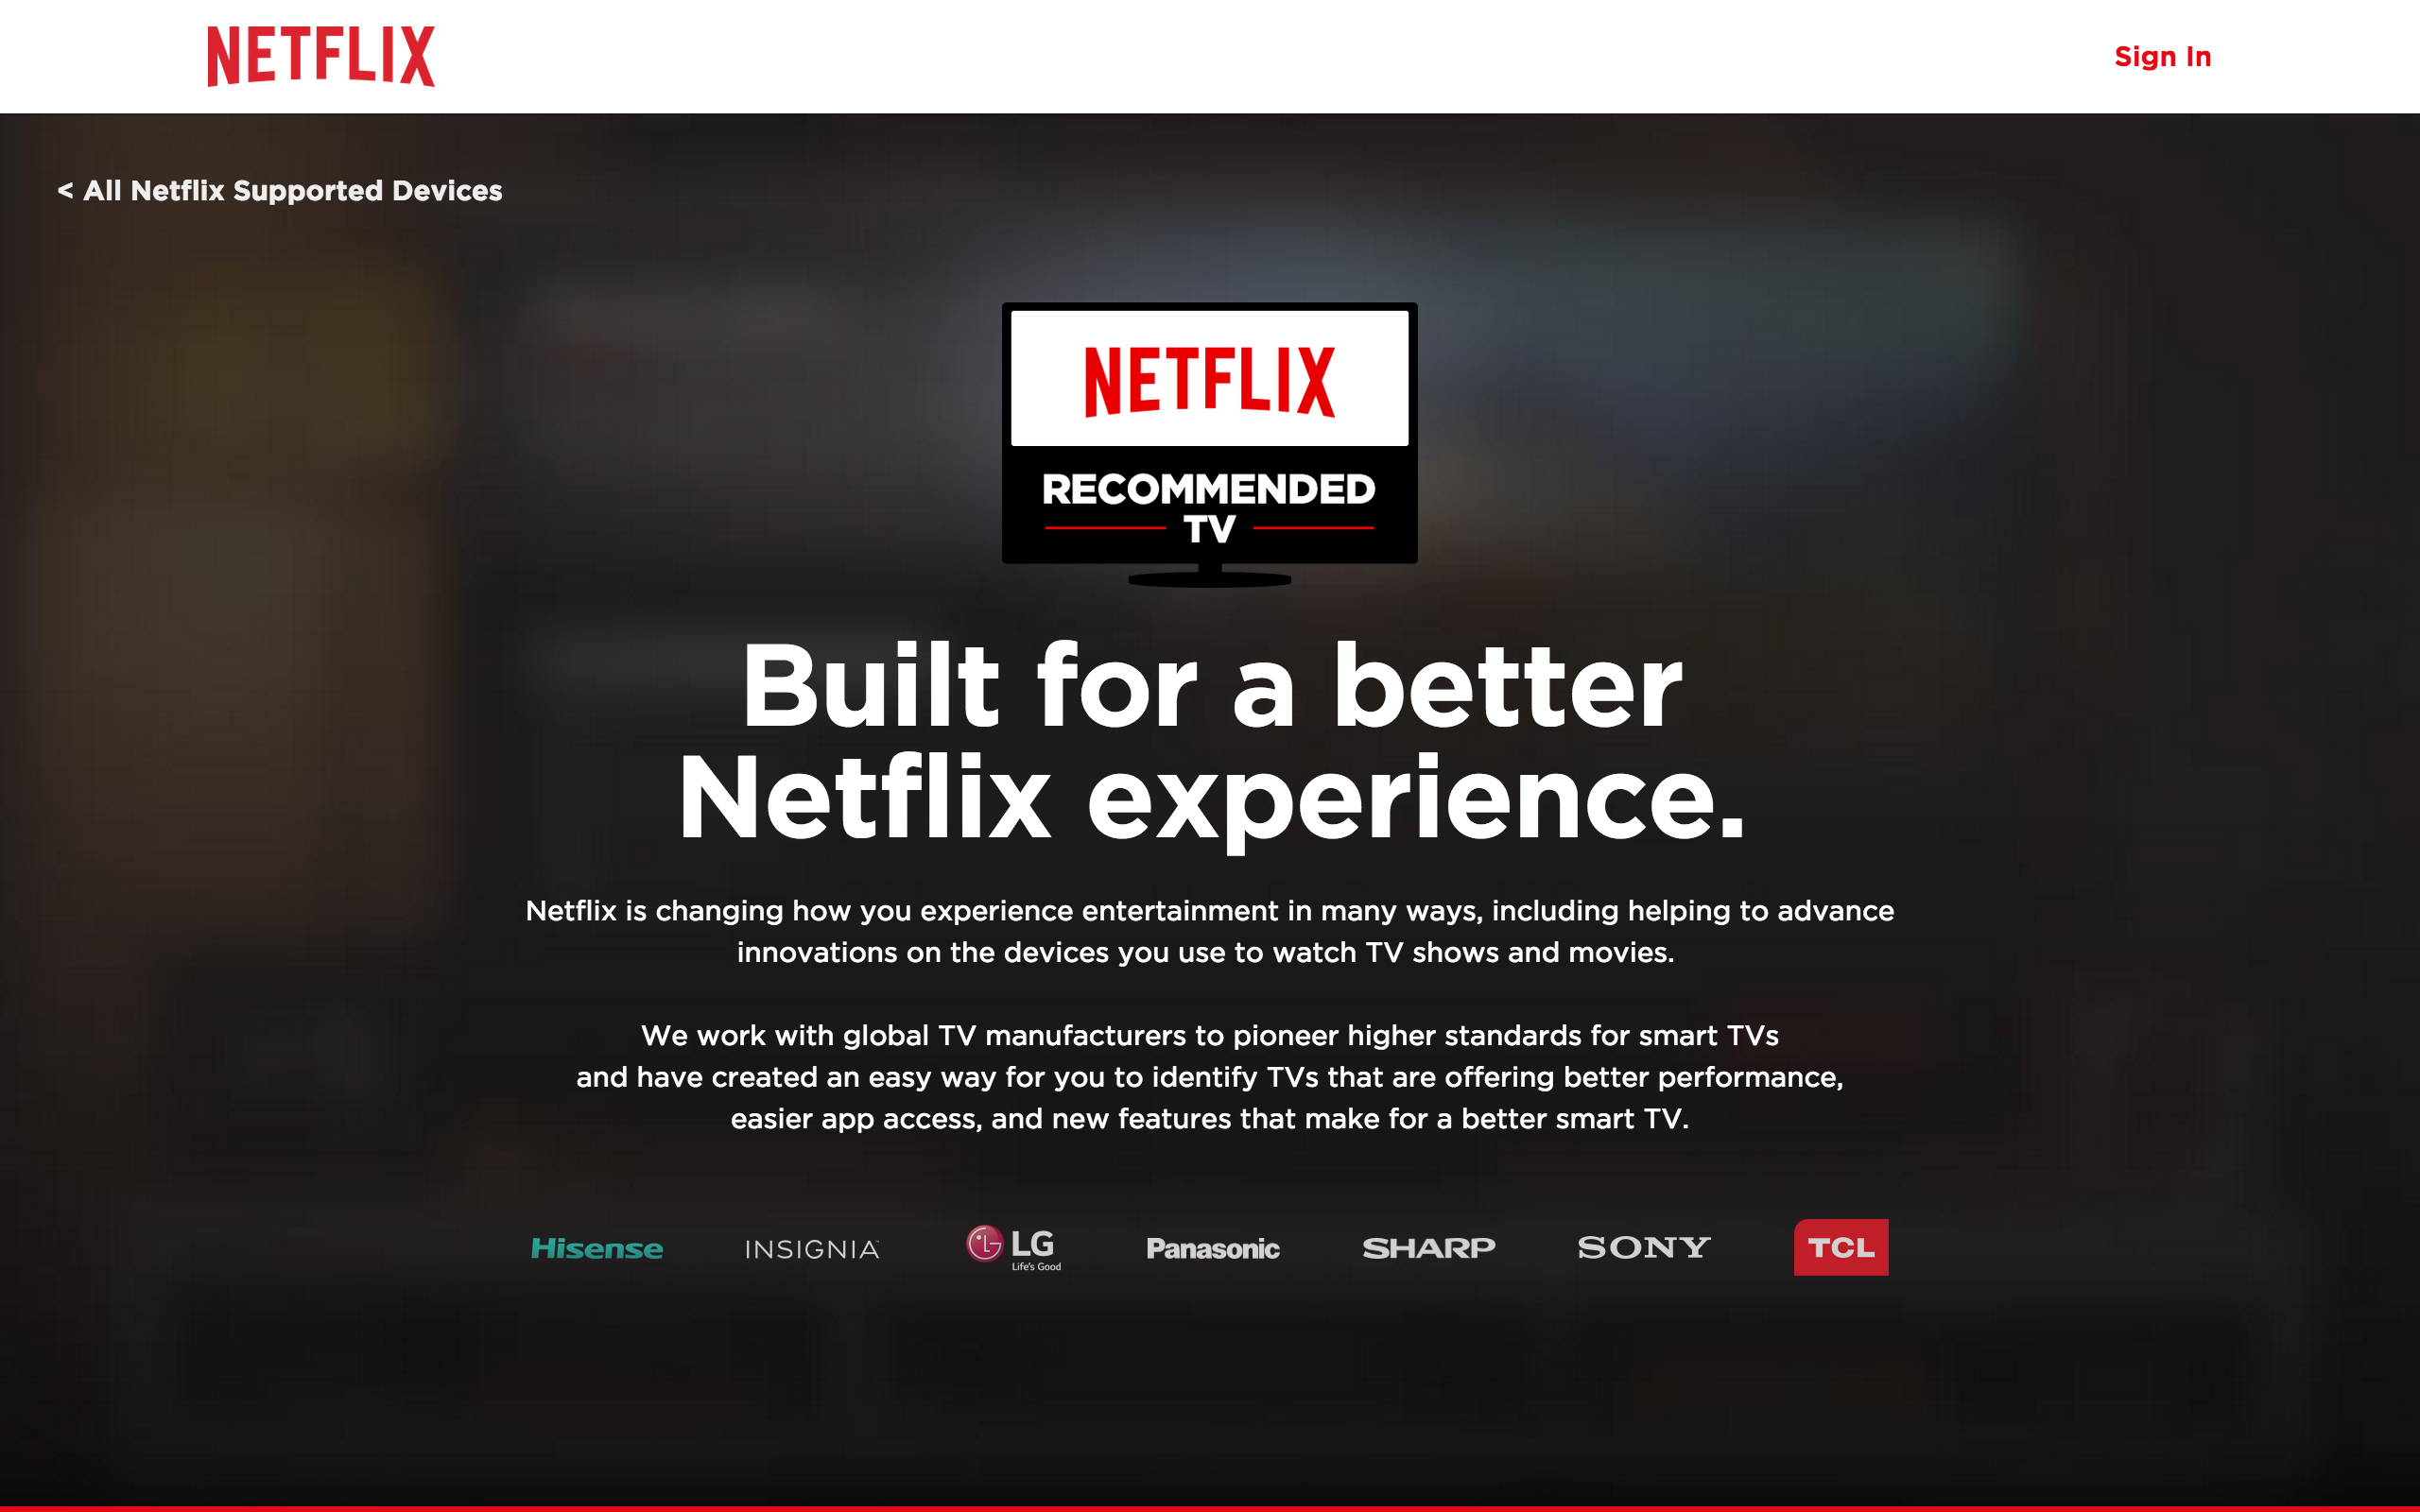 NETFLIX
Sign In
< All Netflix Supported Devices
NETFLIX
RECOMMENDED
TV
Built for a better
Netflix experience.
Netflix is changing how you experience entertainment in many ways, including helping to advance
innovations on the devices you use to watch TV shows and movies.
We work with global TV manufacturers to pioneer higher standards for smart TVs
and have created an easy way for you to identify TVs that are offering better performance,
easier app access, and new features that make for a better smart TV.
Hisense INSIGNIA LG Panasonic SHARP SONY TCL
Life's Good